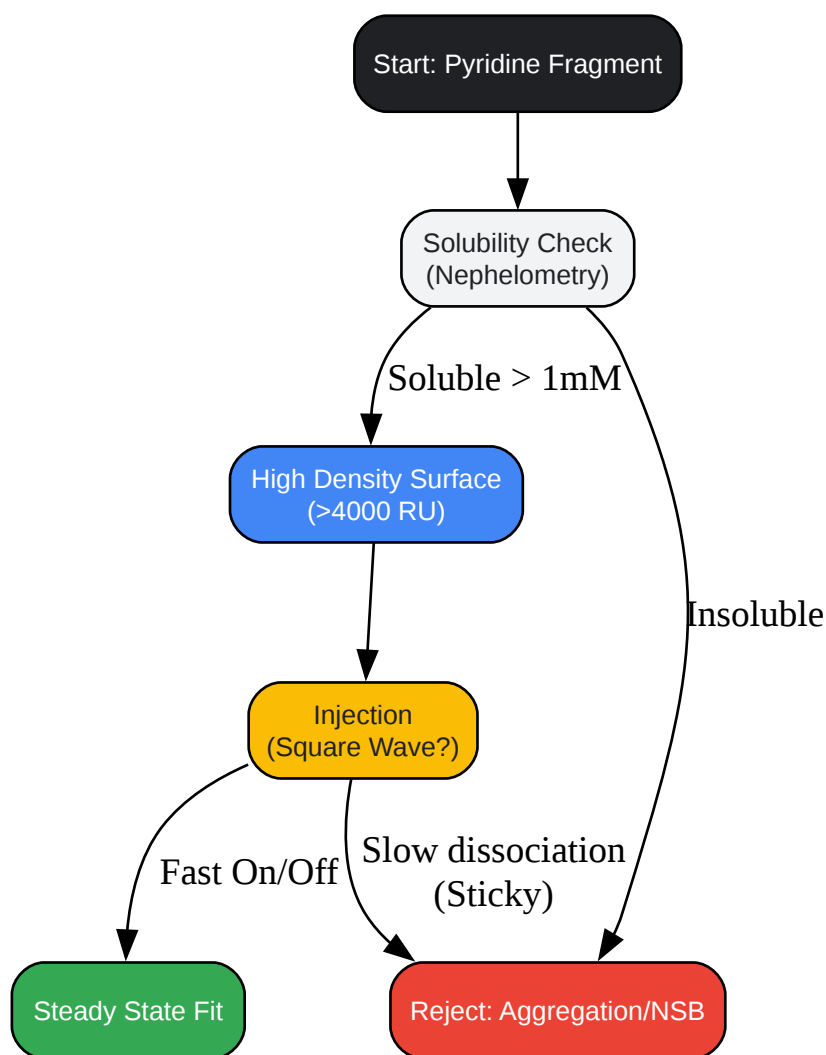 Start: Pyridine Fragment
Solubility Check
(Nephelometry)
Soluble > 1mM
High Density Surface
(>4000 RU)
Insoluble
Injection
(Square Wave?)
Fast On/Off
Slow dissociation
(Sticky)
Steady State Fit
Reject: Aggregation/NSB